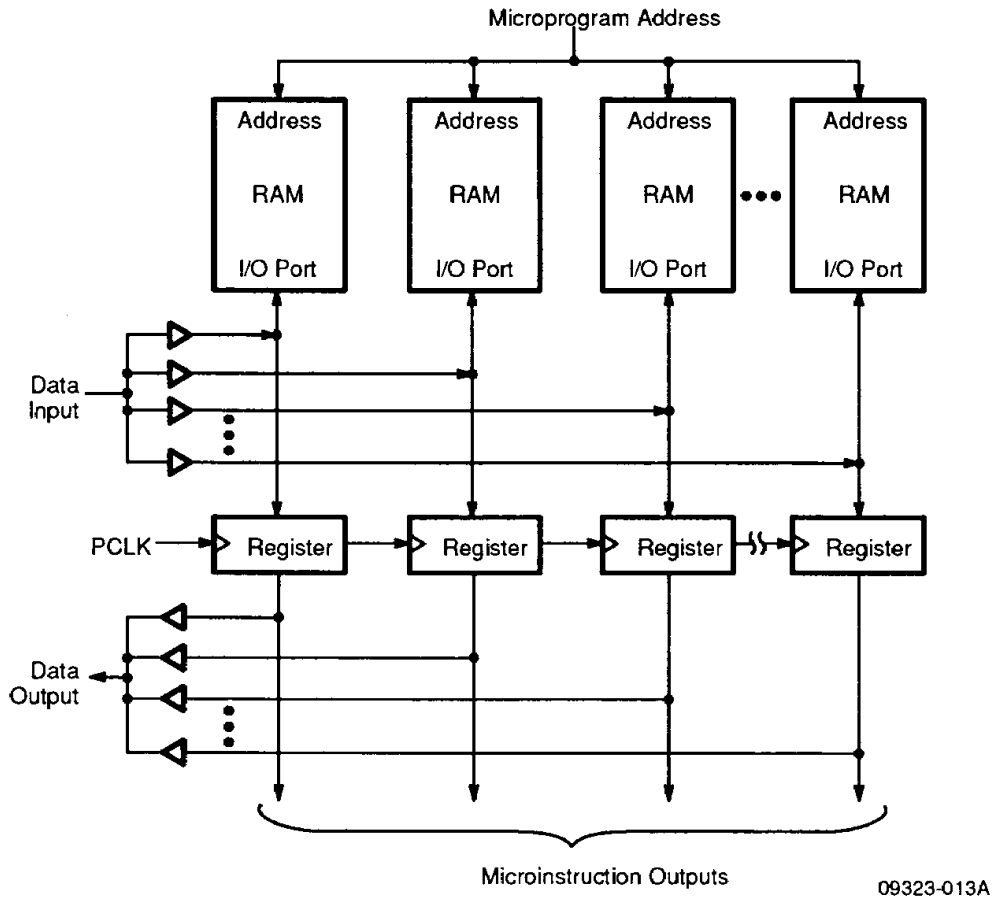 Microprogram Address
Address Address Address Address
RAM RAM RAM RAM
I/O Port I/O Port I/O Port I/O Port
Data
Input
PCLK Register Register Register Register
Data
Output
Microinstruction Outputs
09323-013A